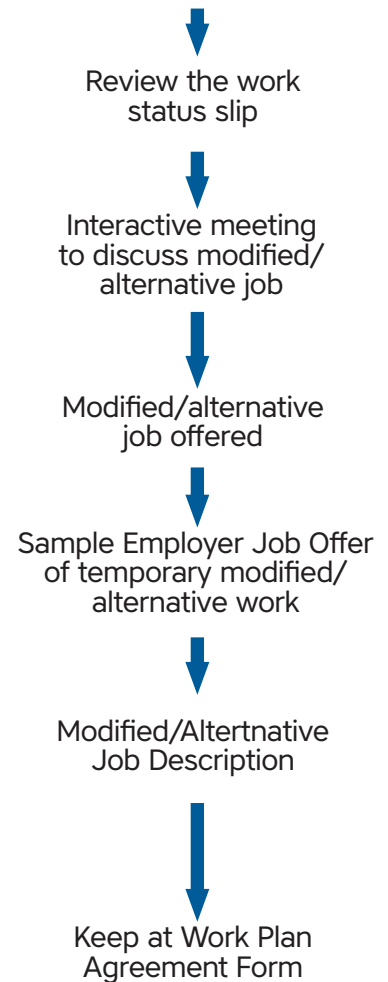 Review the work
status slip
Interactive meeting
to discuss modified/
alternative job
Modified/alternative
job offered
Sample Employer Job Offer
of temporary modified/
alternative work
Modified/Altertnative
Job Description
Keep at Work Plan
Agreement Form